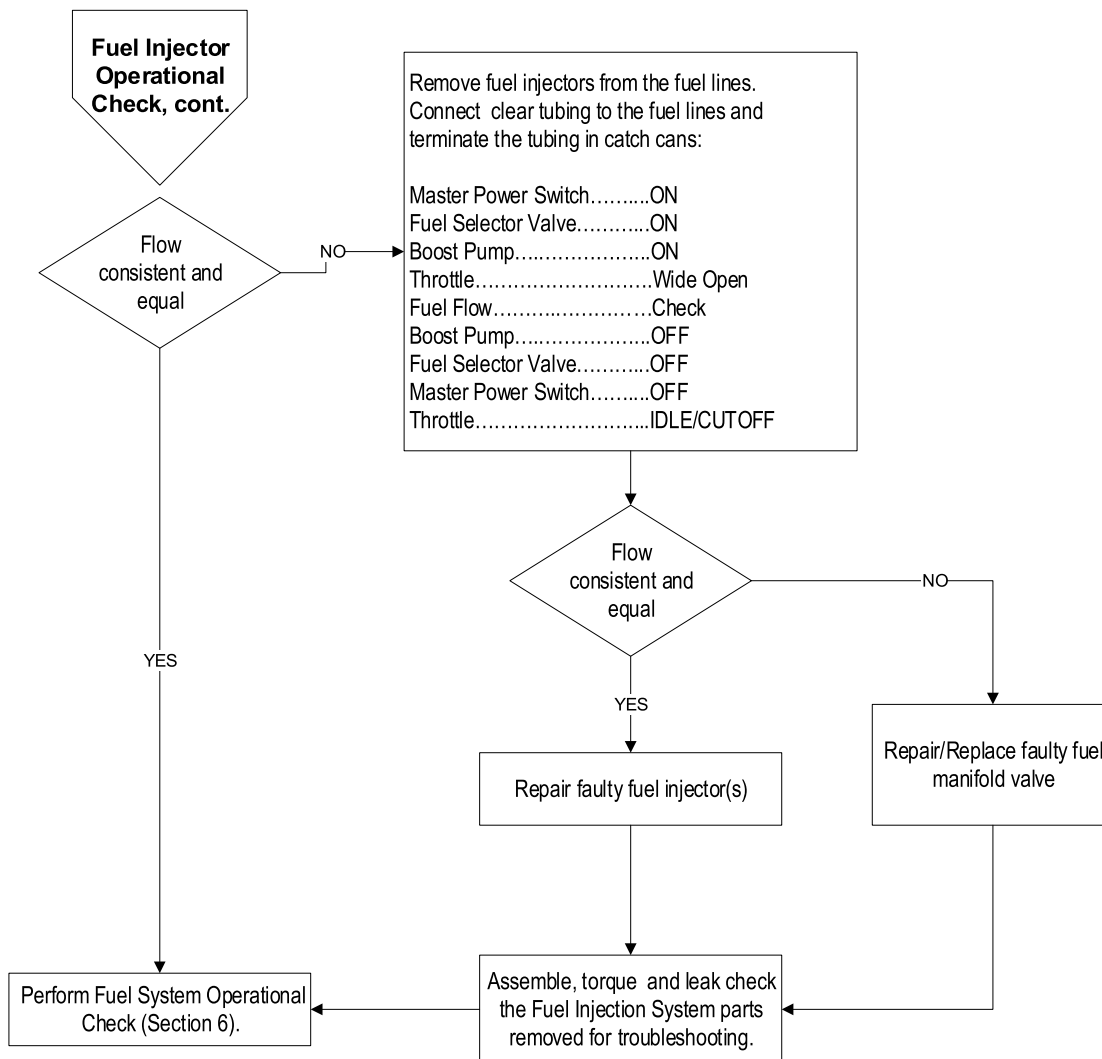 Fuel Injector
Operational
Check, cont.
Flow
consistent and
equal
NO
YES
Remove fuel injectors from the fuel lines.
Connect clear tubing to the fuel lines and
terminate the tubing in catch cans:
Master Power Switch……....ON
Fuel Selector Valve………...ON
Boost Pump….………………..ON
Throttle……………………….Wide Open
Fuel Flow………..……………Check
Boost Pump….………………..OFF
Fuel Selector Valve………...OFF
Master Power Switch……....OFF
Throttle……………………...IDLE/CUTOFF
Flow
consistent and
equal
NO
YES
Repair faulty fuel injector(s)
Repair/Replace faulty fuel
manifold valve
Assemble, torque and leak check
the Fuel Injection System parts
removed for troubleshooting.
Perform Fuel System Operational
Check (Section 6).